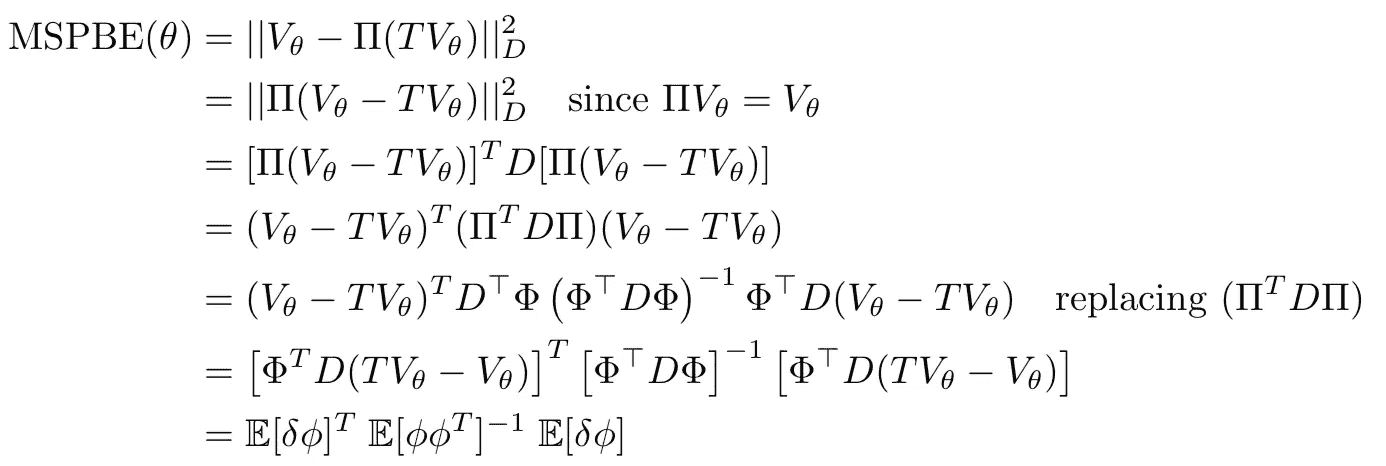 MSPBE(θ) = ||V_θ − Π(TV_θ)||²_D
= ||Π(V_θ − TV_θ)||²_D since ΠV_θ = V_θ
= [Π(V_θ − TV_θ)]^T D[Π(V_θ − TV_θ)]
= (V_θ − TV_θ)^T (Π^T DΠ)(V_θ − TV_θ)
= (V_θ − TV_θ)^T D^⊤Φ (Φ^⊤DΦ)^{−1} Φ^⊤D(V_θ − TV_θ) replacing (Π^T DΠ)
= [Φ^T D(TV_θ − V_θ)]^T [Φ^⊤DΦ]^{−1} [Φ^⊤D(TV_θ − V_θ)]
= 𝔼[δφ]^T 𝔼[φφ^T]^{−1} 𝔼[δφ]